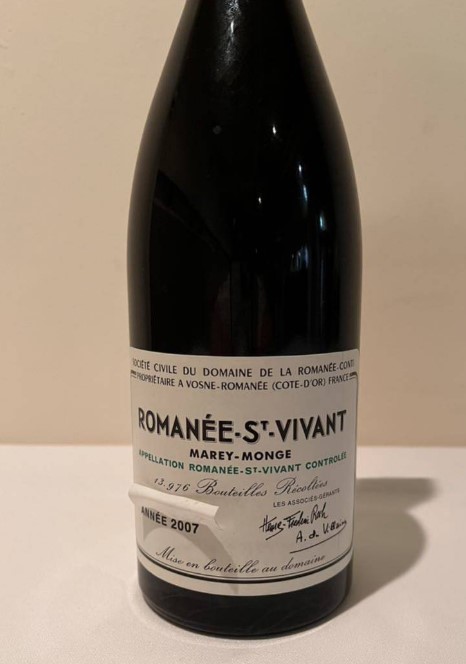 SOCIÉTÉ CIVILE DU DOMAINE DE LA ROMANÉE-CONTI
PROPRIÉTAIRE A VOSNE-ROMANÉE (COTE-D'OR) FRANCE
ROMANÉE-ST-VIVANT
MAREY-MONGE
APPELLATION ROMANÉE-ST-VIVANT CONTROLÉE
13.976 Bouteilles Récoltées
LES ASSOCIÉS-GÉRANTS
ANNÉE 2007
A. de Villaine
Mise en bouteille au domaine